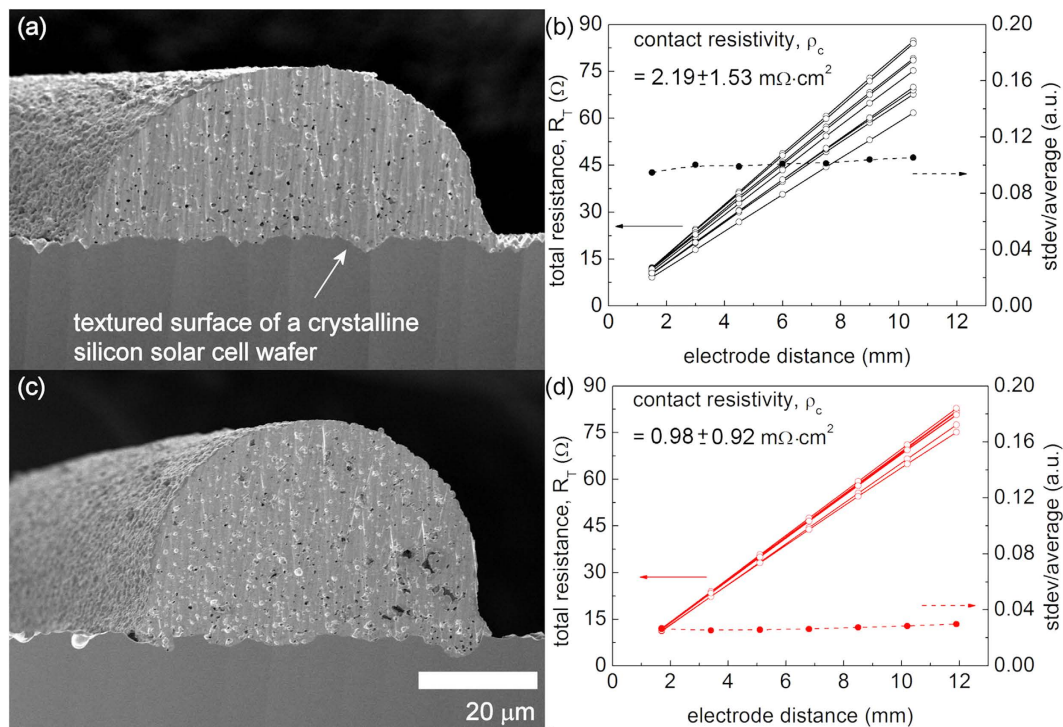 (a)
textured surface of a crystalline
silicon solar cell wafer
(b)
contact resistivity, ρc
= 2.19±1.53 mΩ·cm²
total resistance, RT (Ω)
90
75
60
45
30
15
0
0 2 4 6 8 10 12
electrode distance (mm)
0.20
0.16
0.12
0.08
0.04
0.00
stdev/average (a.u.)
(c)
20 µm
(d)
contact resistivity, ρc
= 0.98±0.92 mΩ·cm²
total resistance, RT (Ω)
90
75
60
45
30
15
0
0 2 4 6 8 10 12
electrode distance (mm)
0.20
0.16
0.12
0.08
0.04
0.00
stdev/average (a.u.)